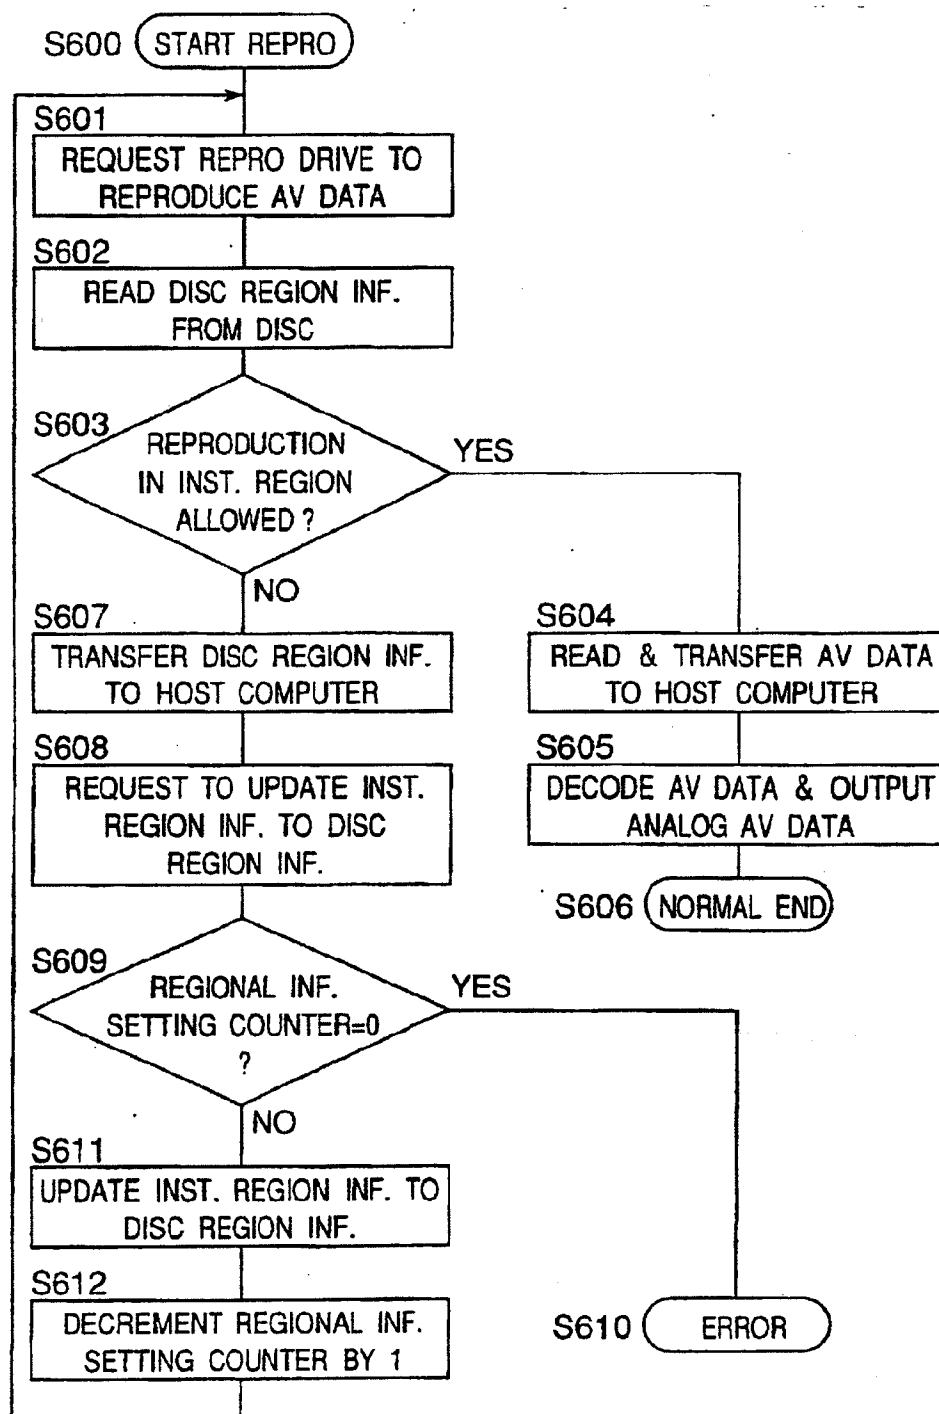 S600 START REPRO
S601
REQUEST REPRO DRIVE TO
REPRODUCE AV DATA
S602
READ DISC REGION INF.
FROM DISC
S603
REPRODUCTION
IN INST. REGION
ALLOWED ?
YES
NO
S607
TRANSFER DISC REGION INF.
TO HOST COMPUTER
S604
READ & TRANSFER AV DATA
TO HOST COMPUTER
S608
REQUEST TO UPDATE INST.
REGION INF. TO DISC
REGION INF.
S605
DECODE AV DATA & OUTPUT
ANALOG AV DATA
S606 NORMAL END
S609
REGIONAL INF.
SETTING COUNTER=0
?
YES
NO
S611
UPDATE INST. REGION INF. TO
DISC REGION INF.
S612
DECREMENT REGIONAL INF.
SETTING COUNTER BY 1
S610 ERROR